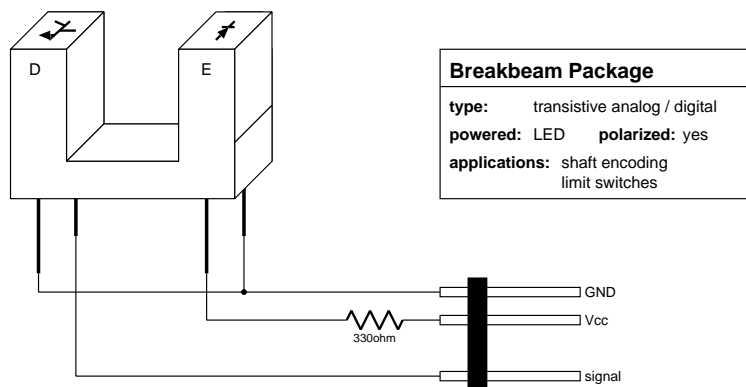 D
E
Breakbeam Package
type: transistive analog / digital
powered: LED polarized: yes
applications: shaft encoding
limit switches
GND
Vcc
330ohm
signal